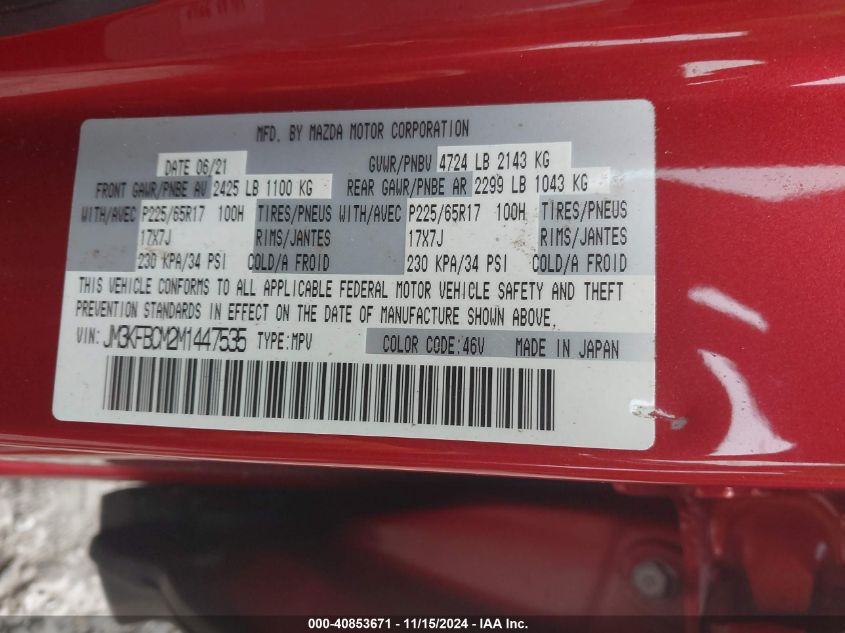 MFD. BY MAZDA MOTOR CORPORATION
DATE 06/21 GVWR/PNBV 4724 LB 2143 KG
FRONT GAWR/PNBE AV 2425 LB 1100 KG REAR GAWR/PNBE AR 2299 LB 1043 KG
WITH/AVEC P225/65R17 100H TIRES/PNEUS WITH/AVEC P225/65R17 100H TIRES/PNEUS
17X7J RIMS/JANTES 17X7J RIMS/JANTES
230 KPA/34 PSI COLD/A FROID 230 KPA/34 PSI COLD/A FROID
THIS VEHICLE CONFORMS TO ALL APPLICABLE FEDERAL MOTOR VEHICLE SAFETY AND THEFT
PREVENTION STANDARDS IN EFFECT ON THE DATE OF MANUFACTURE SHOWN ABOVE.
VIN: JM3KFBCM2M1447535 TYPE:MPV COLOR CODE:46V MADE IN JAPAN
000-40853671 - 11/15/2024 - IAA Inc.